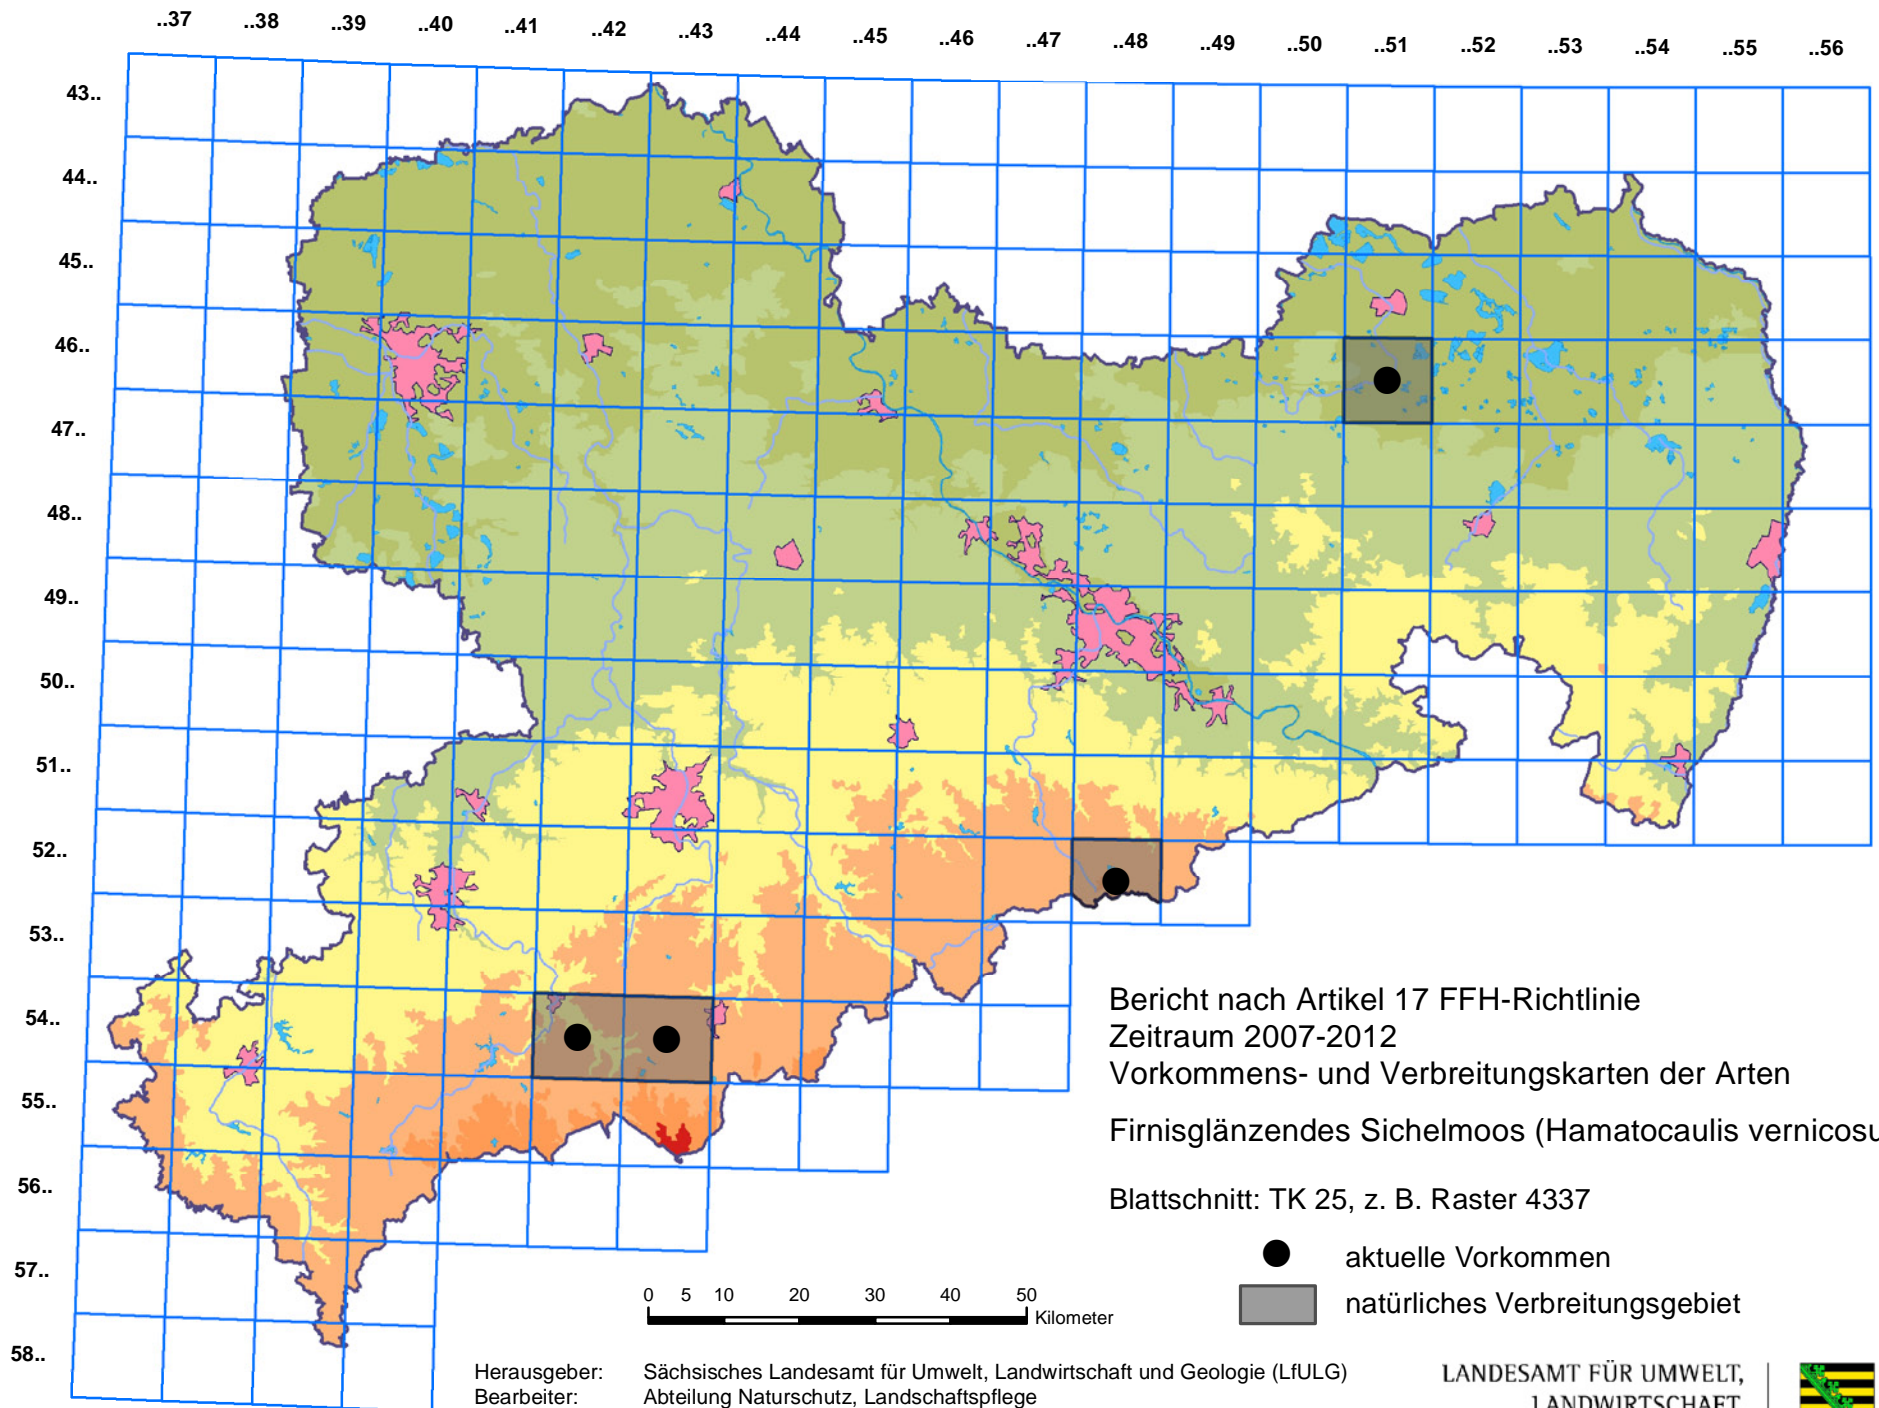 ..37 ..38 ..39 ..40 ..41 ..42 ..43 ..44 ..45 ..46 ..47 ..48 ..49 ..50 ..51 ..52 ..53 ..54 ..55 ..56
43..
44..
45..
46..
47..
48..
49..
50..
51..
52..
53..
54..
55..
56..
57..
58..
Bericht nach Artikel 17 FFH-Richtlinie
Zeitraum 2007-2012
Vorkommens- und Verbreitungskarten der Arten
Firnisglänzendes Sichelmoos (Hamatocaulis vernicosu
Blattschnitt: TK 25, z. B. Raster 4337
aktuelle Vorkommen
natürliches Verbreitungsgebiet
0 5 10 20 30 40 50
Kilometer
Herausgeber: Sächsisches Landesamt für Umwelt, Landwirtschaft und Geologie (LfULG)
Bearbeiter: Abteilung Naturschutz, Landschaftspflege
LANDESAMT FÜR UMWELT,
LANDWIRTSCHAFT